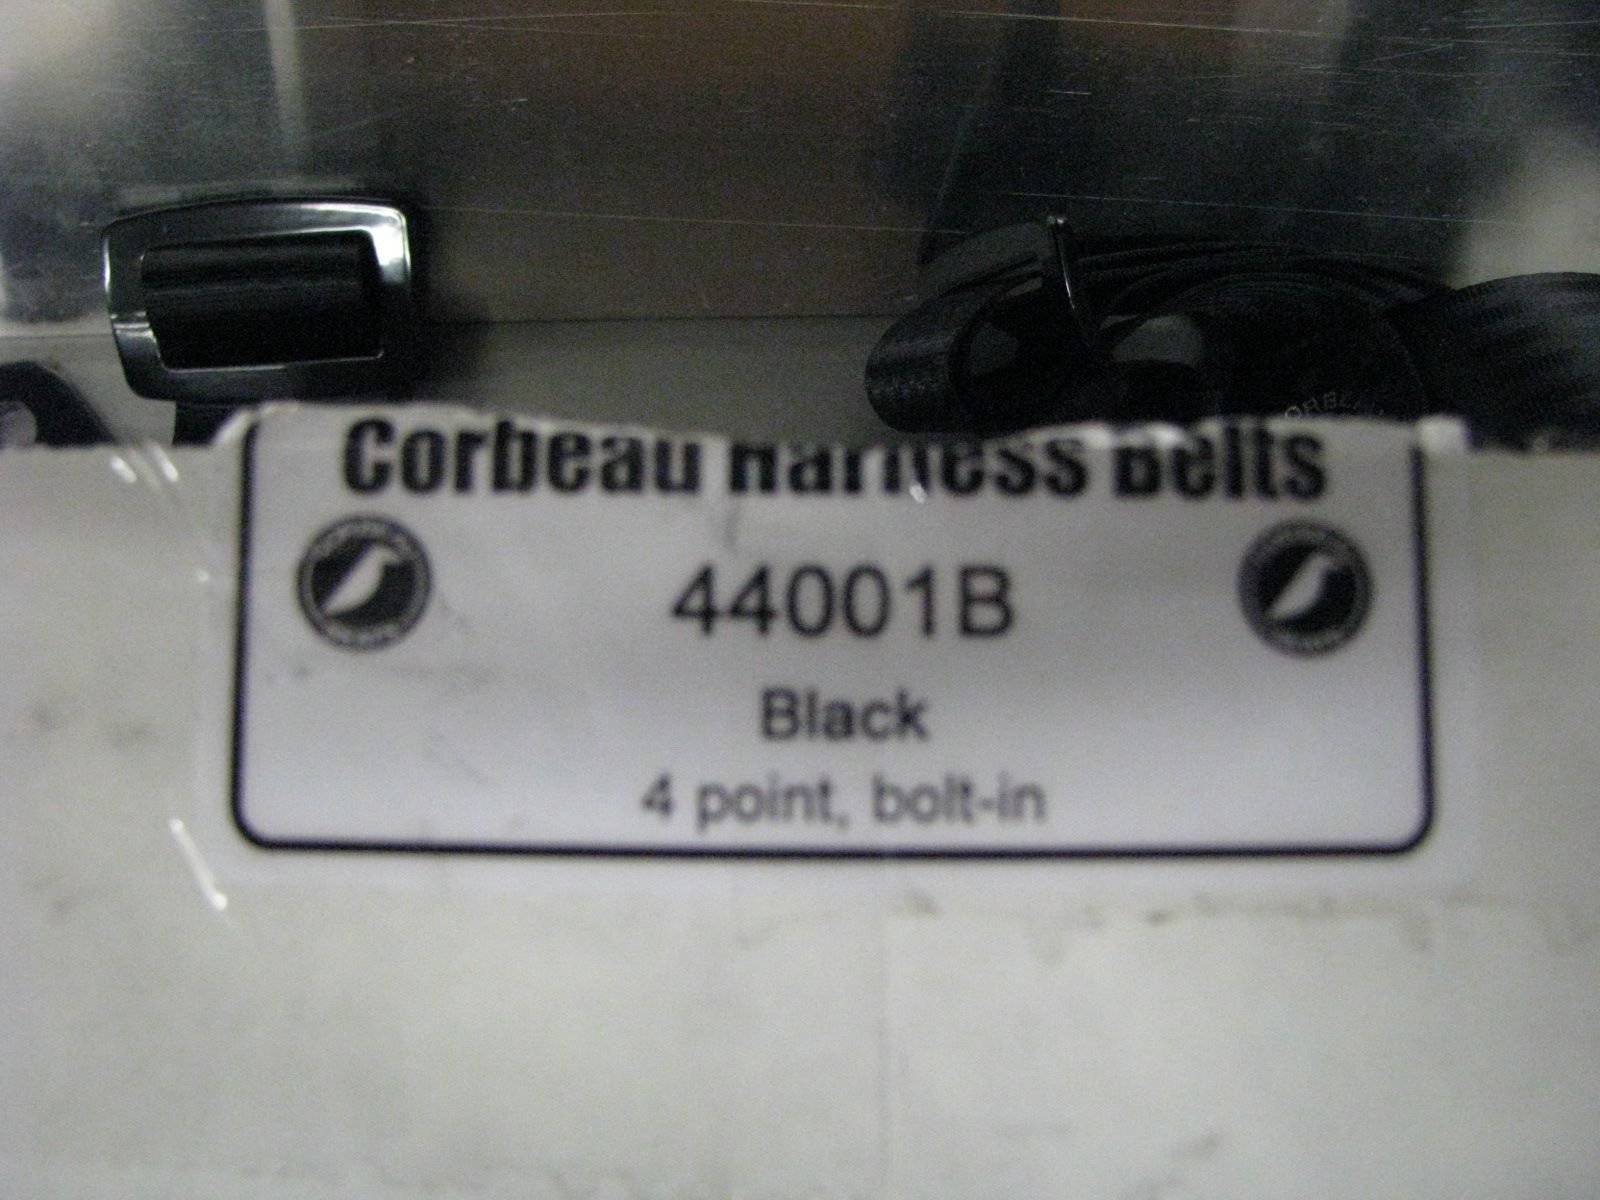 Corbeau Harness Belts
44001B
Black
4 point, bolt-in